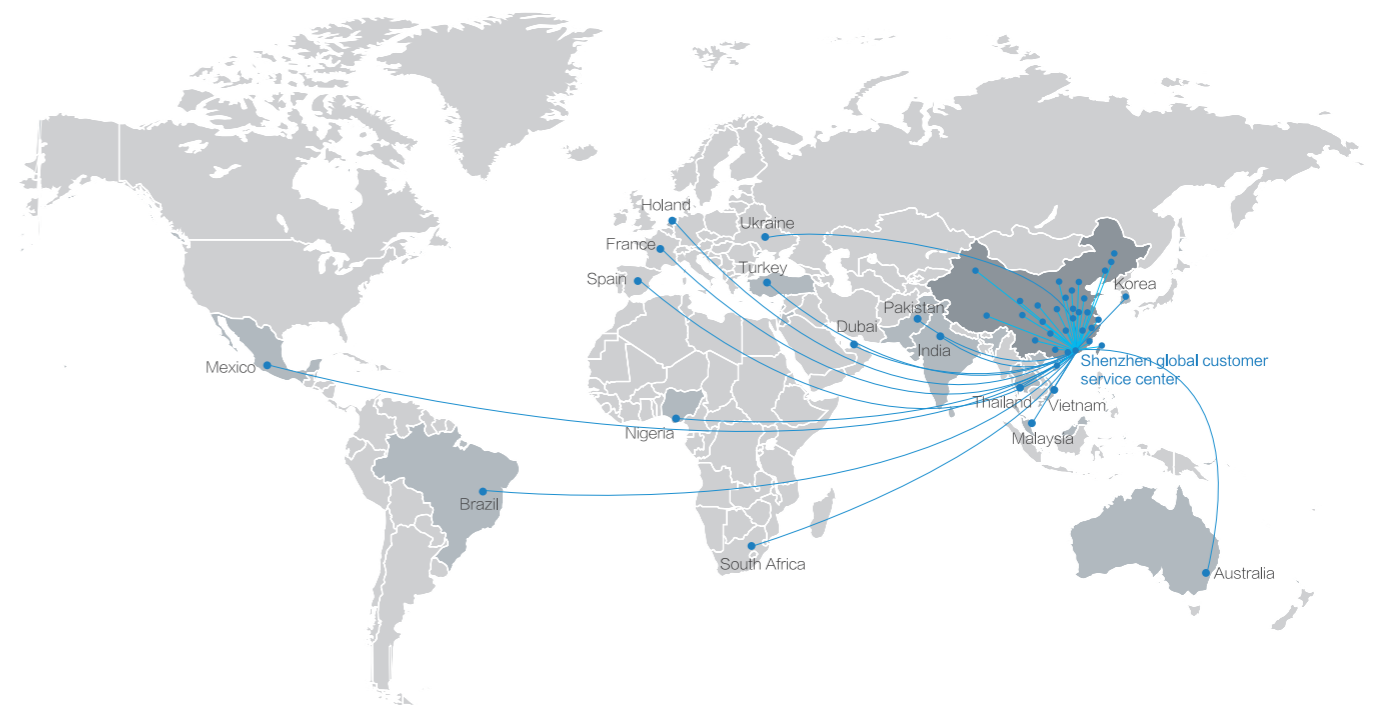 Holand
Ukraine
France
Turkey
Spain
Korea
Pakistan
Dubai
India
Shenzhen global customer
service center
Mexico
Thailand
Vietnam
Nigeria
Malaysia
Brazil
South Africa
Australia